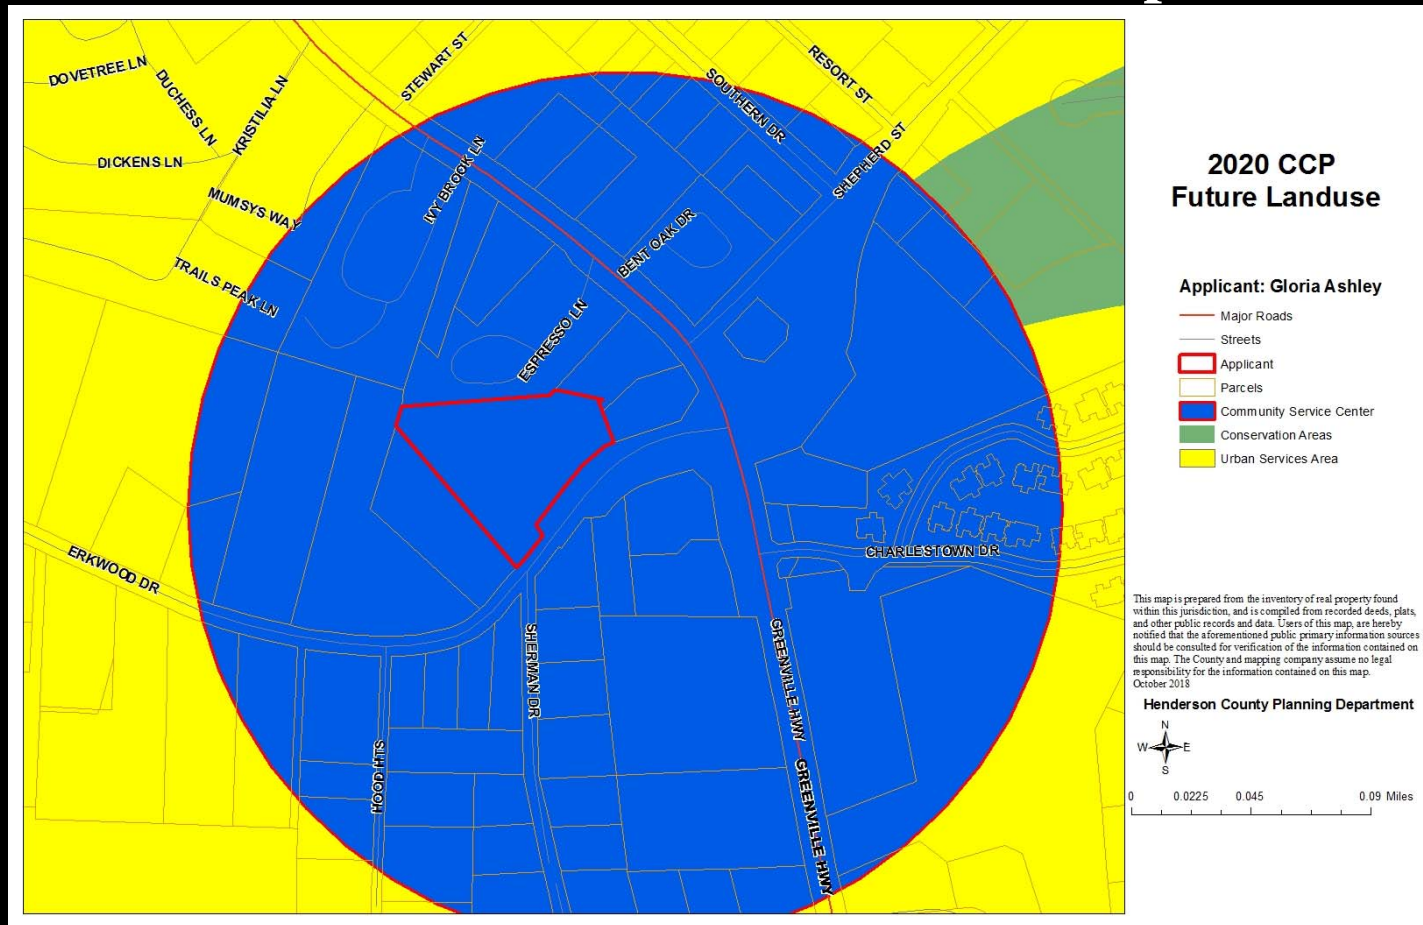 DOVETREE LN
DUCHESS LN
KRISTILIA LN
STEWART ST
SOUTHERN DR
RESORT ST
SHEPHERD ST
DICKENS LN
IVY BROOK LN
MUMSYS WAY
BENT OAK DR
TRAILS PEAK LN
ESPRESSO LN
ERKWOOD DR
CHARLESTOWN DR
SHERMAN DR
GREENVILLE HWY
HOOD HTS
GREENVILLE HWY
2020 CCP
Future Landuse
Applicant: Gloria Ashley
Major Roads
Streets
Applicant
Parcels
Community Service Center
Conservation Areas
Urban Services Area
This map is prepared from the inventory of real property found
within this jurisdiction, and is compiled from recorded deeds, plats,
and other public records and data. Users of this map, are hereby
notified that the aforementioned public primary information sources
should be consulted for verification of the information contained on
this map. The County and mapping company assume no legal
responsibility for the information contained on this map.
October 2018
Henderson County Planning Department
N
W E
S
0 0.0225 0.045 0.09 Miles